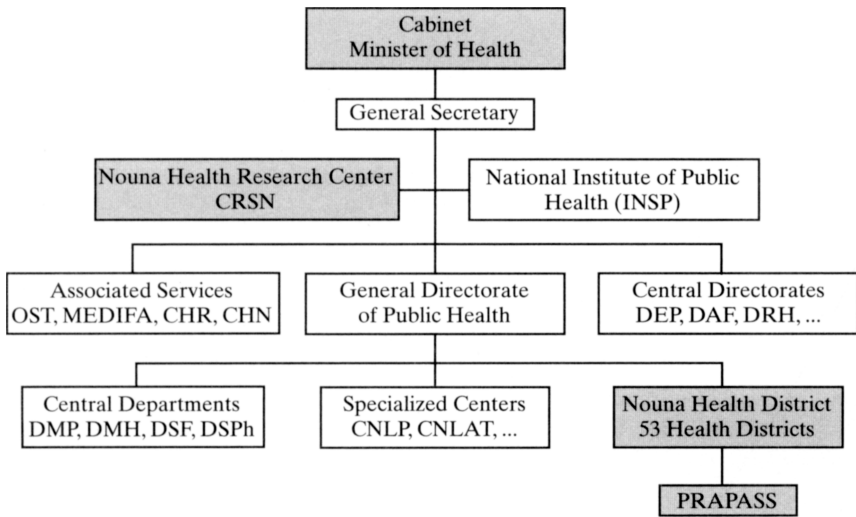 Cabinet
Minister of Health
General Secretary
Nouna Health Research Center
CRSN
National Institute of Public
Health (INSP)
Associated Services
OST, MEDIFA, CHR, CHN
General Directorate
of Public Health
Central Directorates
DEP, DAF, DRH, ...
Central Departments
DMP, DMH, DSF, DSPh
Specialized Centers
CNLP, CNLAT, ...
Nouna Health District
53 Health Districts
PRAPASS